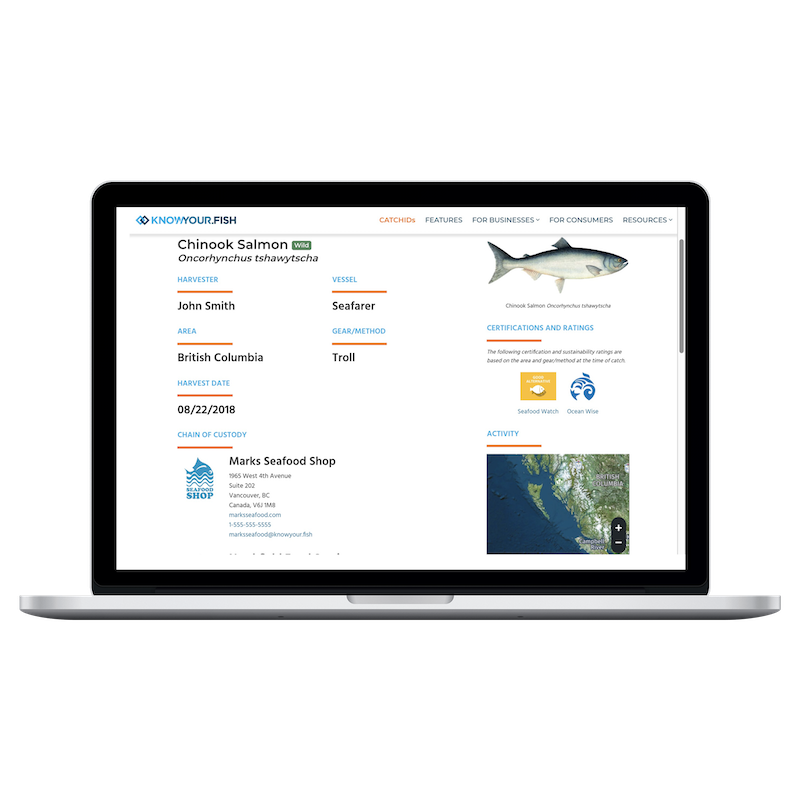 KNOWYOUR.FISH
CATCHIDs FEATURES FOR BUSINESSES FOR CONSUMERS RESOURCES
Chinook Salmon Wild
Oncorhynchus tshawytscha
HARVESTER
John Smith
VESSEL
Seafarer
AREA
British Columbia
GEAR/METHOD
Troll
HARVEST DATE
08/22/2018
CHAIN OF CUSTODY
SEAFOOD
SHOP
Marks Seafood Shop
1965 West 4th Avenue
Suite 202
Vancouver, BC
Canada, V6J 1M8
marksseafood.com
1-555-555-5555
marksseafood@knowyour.fish
Chinook Salmon Oncorhynchus tshawytscha
CERTIFICATIONS AND RATINGS
The following certification and sustainability ratings are
based on the area and gear/method at the time of catch.
GOOD
ALTERNATIVE
Seafood Watch
Ocean Wise
ACTIVITY
BRITISH
COLUMBIA
Campbell
River
+
−